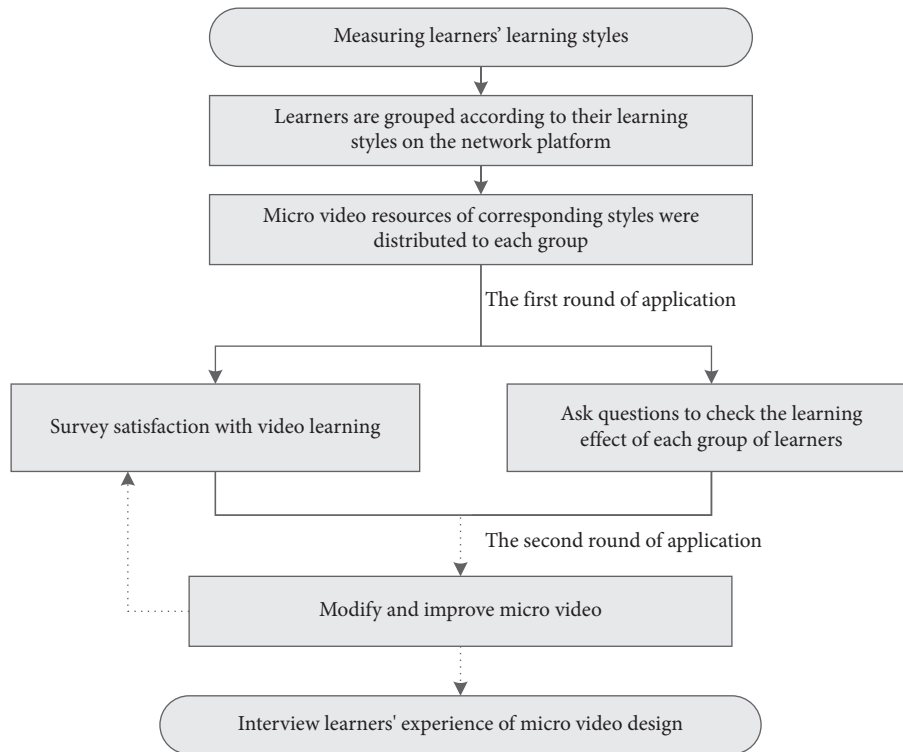 Measuring learners’ learning styles
Learners are grouped according to their learning
styles on the network platform
Micro video resources of corresponding styles were
distributed to each group
The first round of application
Survey satisfaction with video learning
Ask questions to check the learning
effect of each group of learners
The second round of application
Modify and improve micro video
Interview learners' experience of micro video design